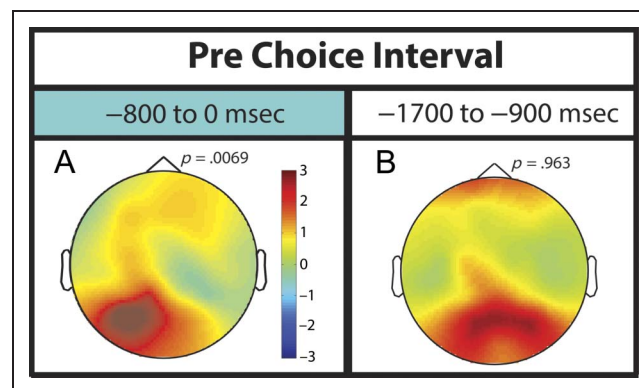 Pre Choice Interval
−800 to 0 msec
−1700 to −900 msec
A
p = .0069
3
2
1
0
−1
−2
−3
B
p = .963